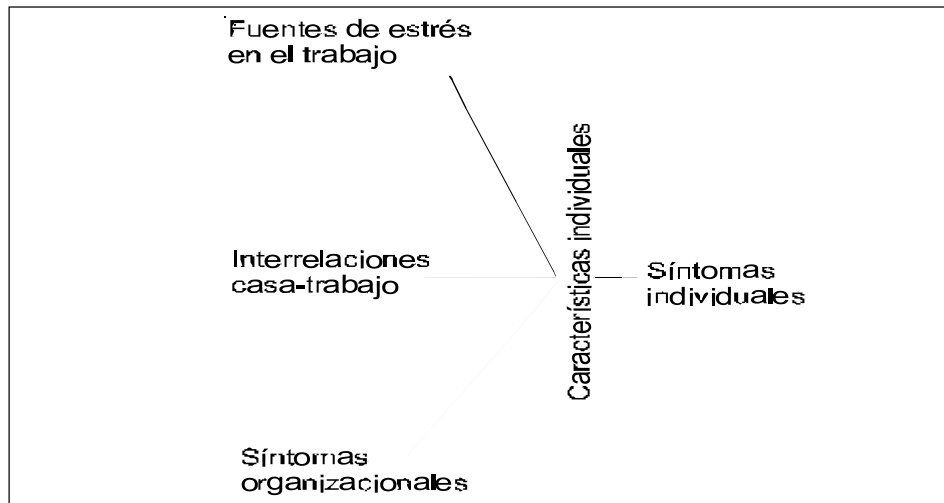 Fuentes de estrés
en el trabajo
Características individuales
Interrelaciones
casa-trabajo
Síntomas
individuales
Síntomas
organizacionales